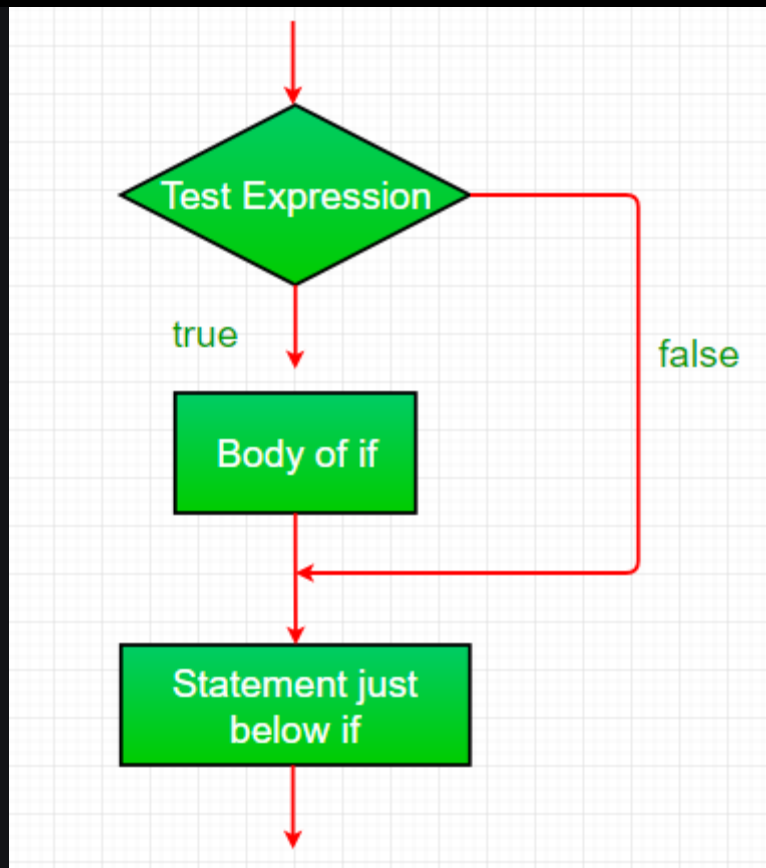 Test Expression
true
false
Body of if
Statement just
below if